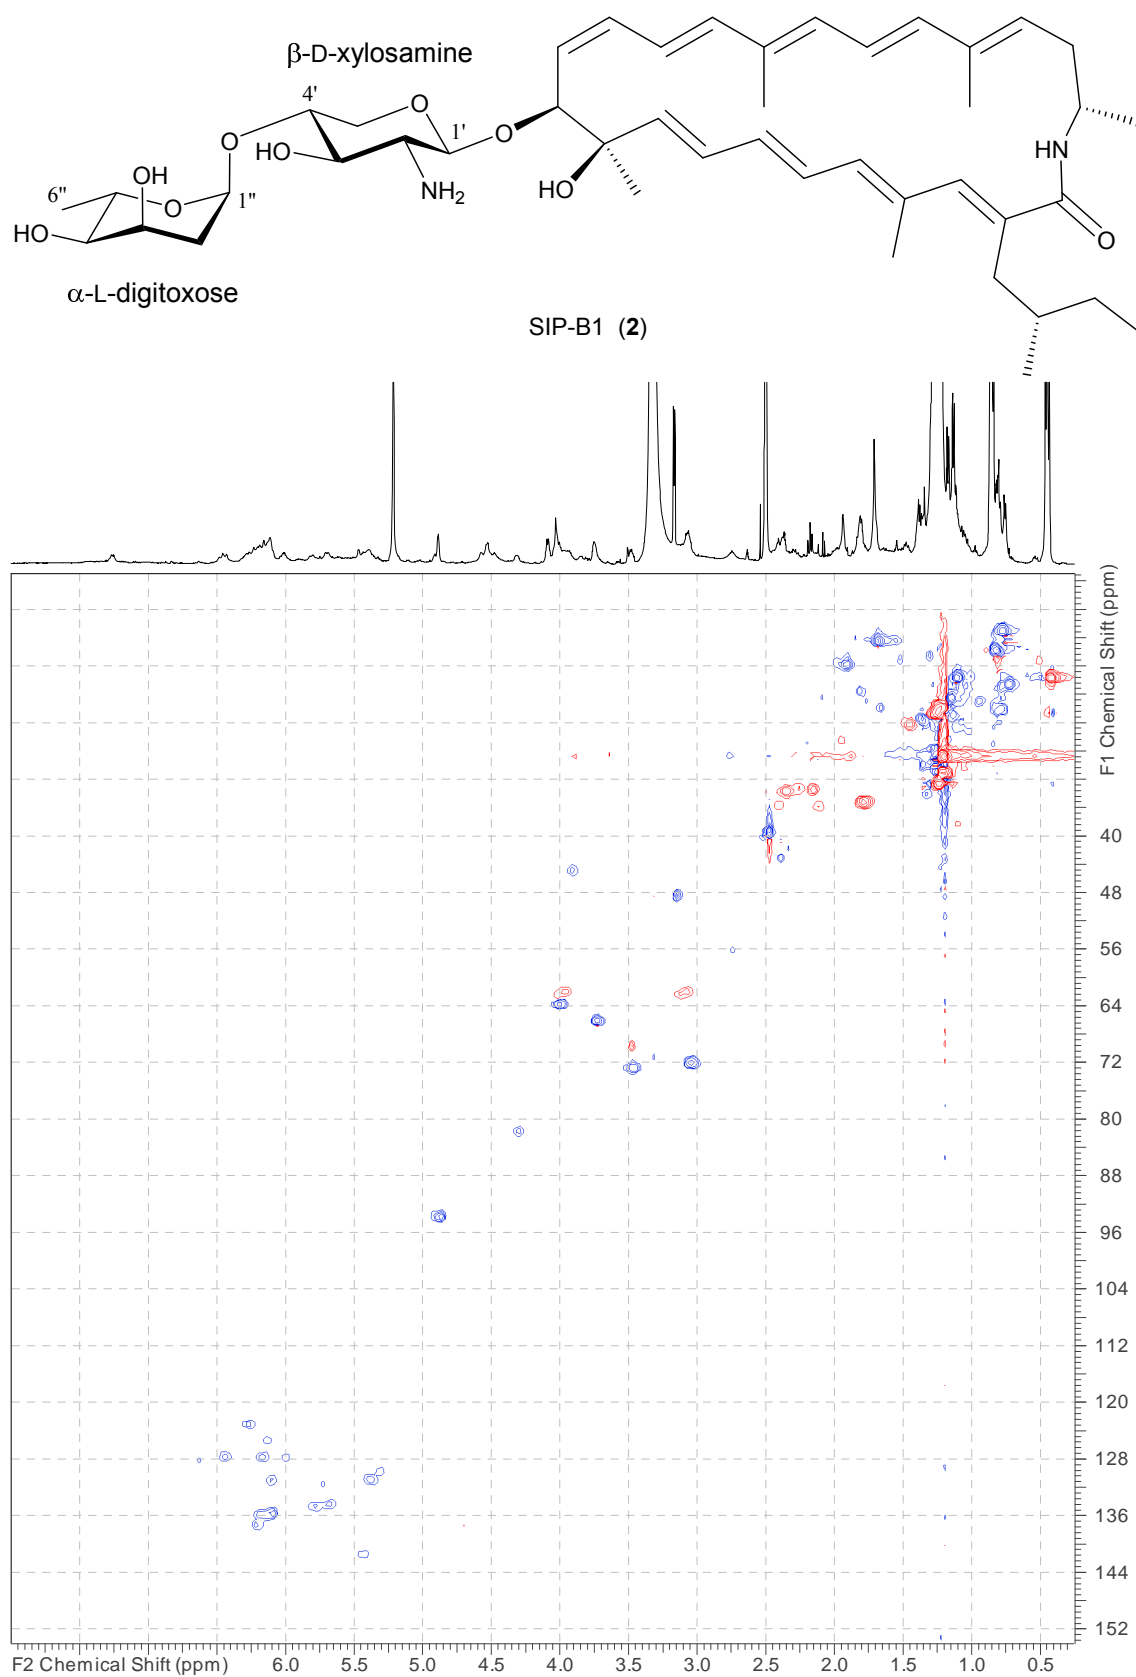 β-D-xylosamine
4'
O
1'
O
O
HO
HO
NH2
HN
O
OH
6''
O
1''
HO
α-L-digitoxose
SIP-B1 (2)
F1 Chemical Shift (ppm)
40
48
56
64
72
80
88
96
104
112
120
128
136
144
152
F2 Chemical Shift (ppm) 6.0 5.5 5.0 4.5 4.0 3.5 3.0 2.5 2.0 1.5 1.0 0.5